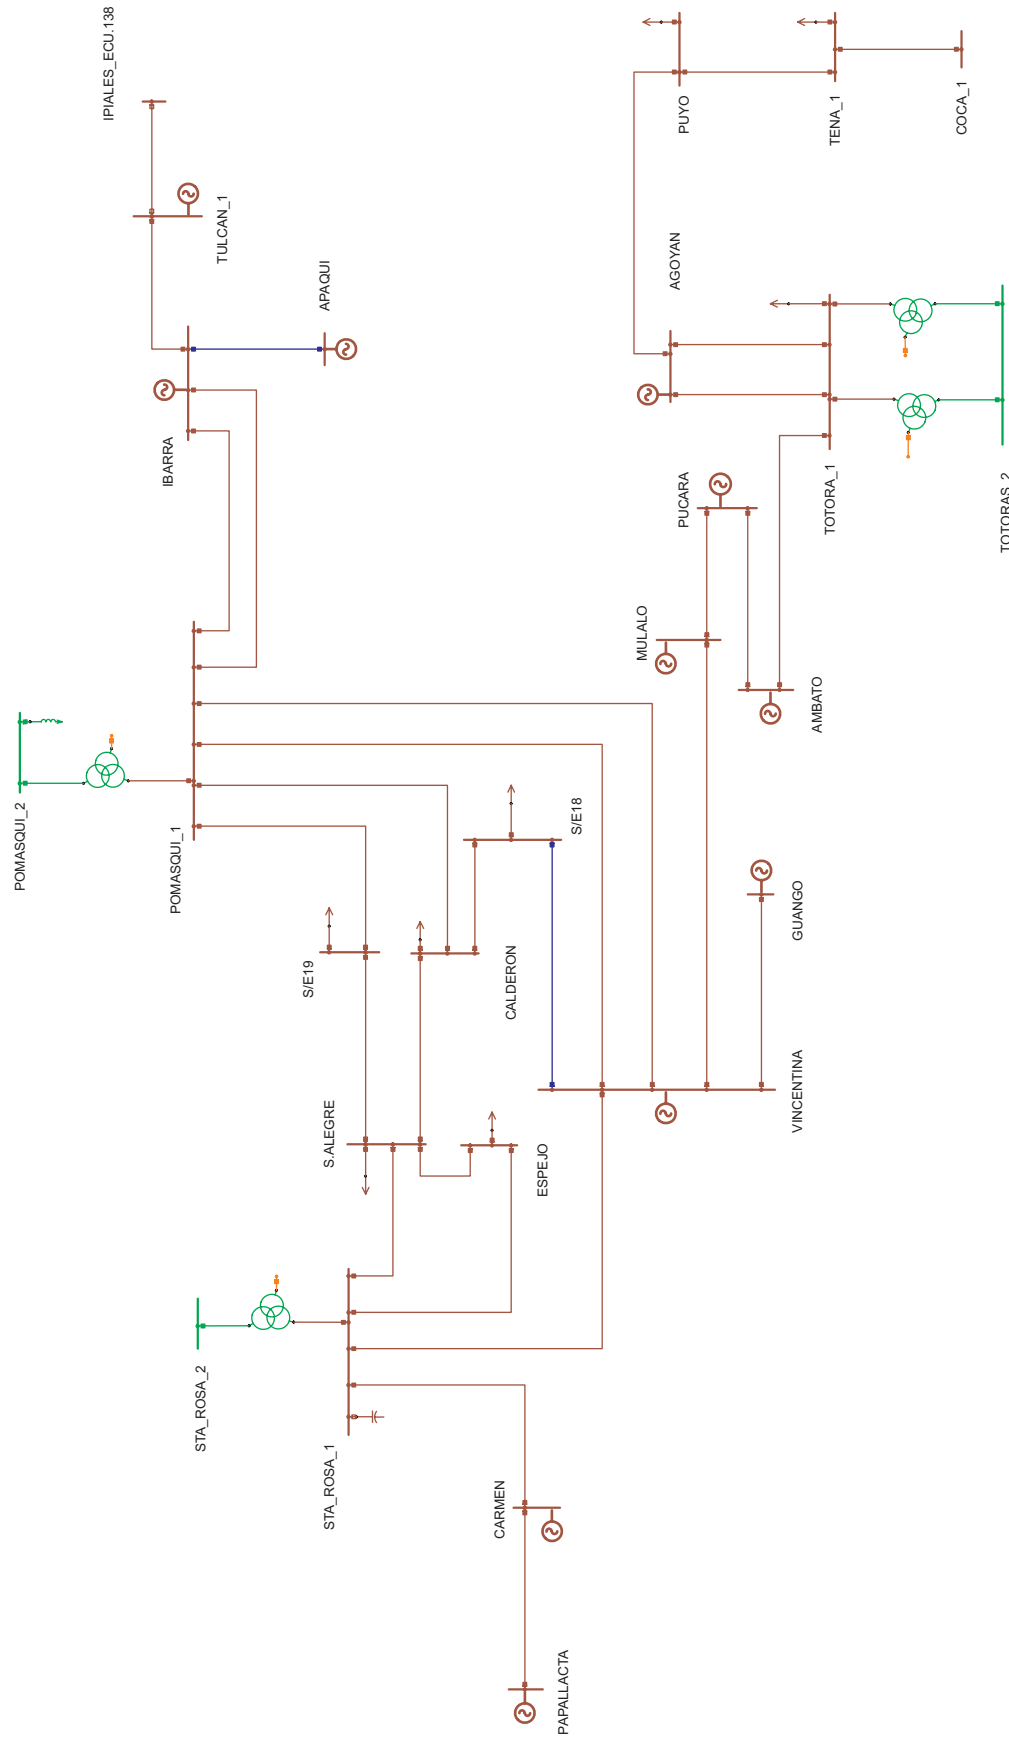 IPIALES_ECU.138
TULCAN_1
APAQUI
IBARRA
POMASQUI_2
POMASQUI_1
S/E19
S/E18
CALDERON
S.ALEGRE
ESPEJO
STA_ROSA_2
STA_ROSA_1
CARMEN
PAPALLACTA
VINCENTINA
GUANGO
MULALO
AMBATO
PUCARA
TOTORA_1
TOTORAS_2
AGOYAN
PUYO
TENA_1
COCA_1